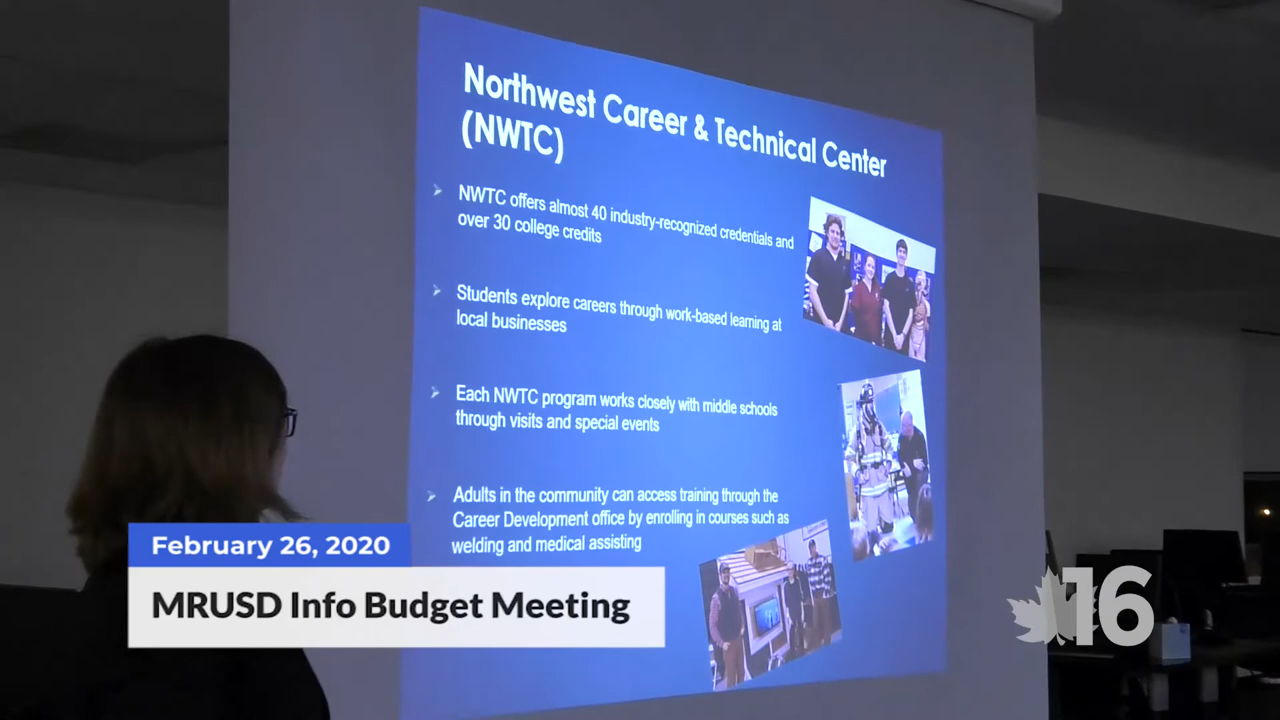 Northwest Career & Technical Center
(NWTC)
NWTC offers almost 40 industry-recognized credentials and
over 30 college credits
Students explore careers through work-based learning at
local businesses
Each NWTC program works closely with middle schools
through visits and special events
Adults in the community can access training through the
Career Development office by enrolling in courses such as
welding and medical assisting
February 26, 2020
MRUSD Info Budget Meeting
16